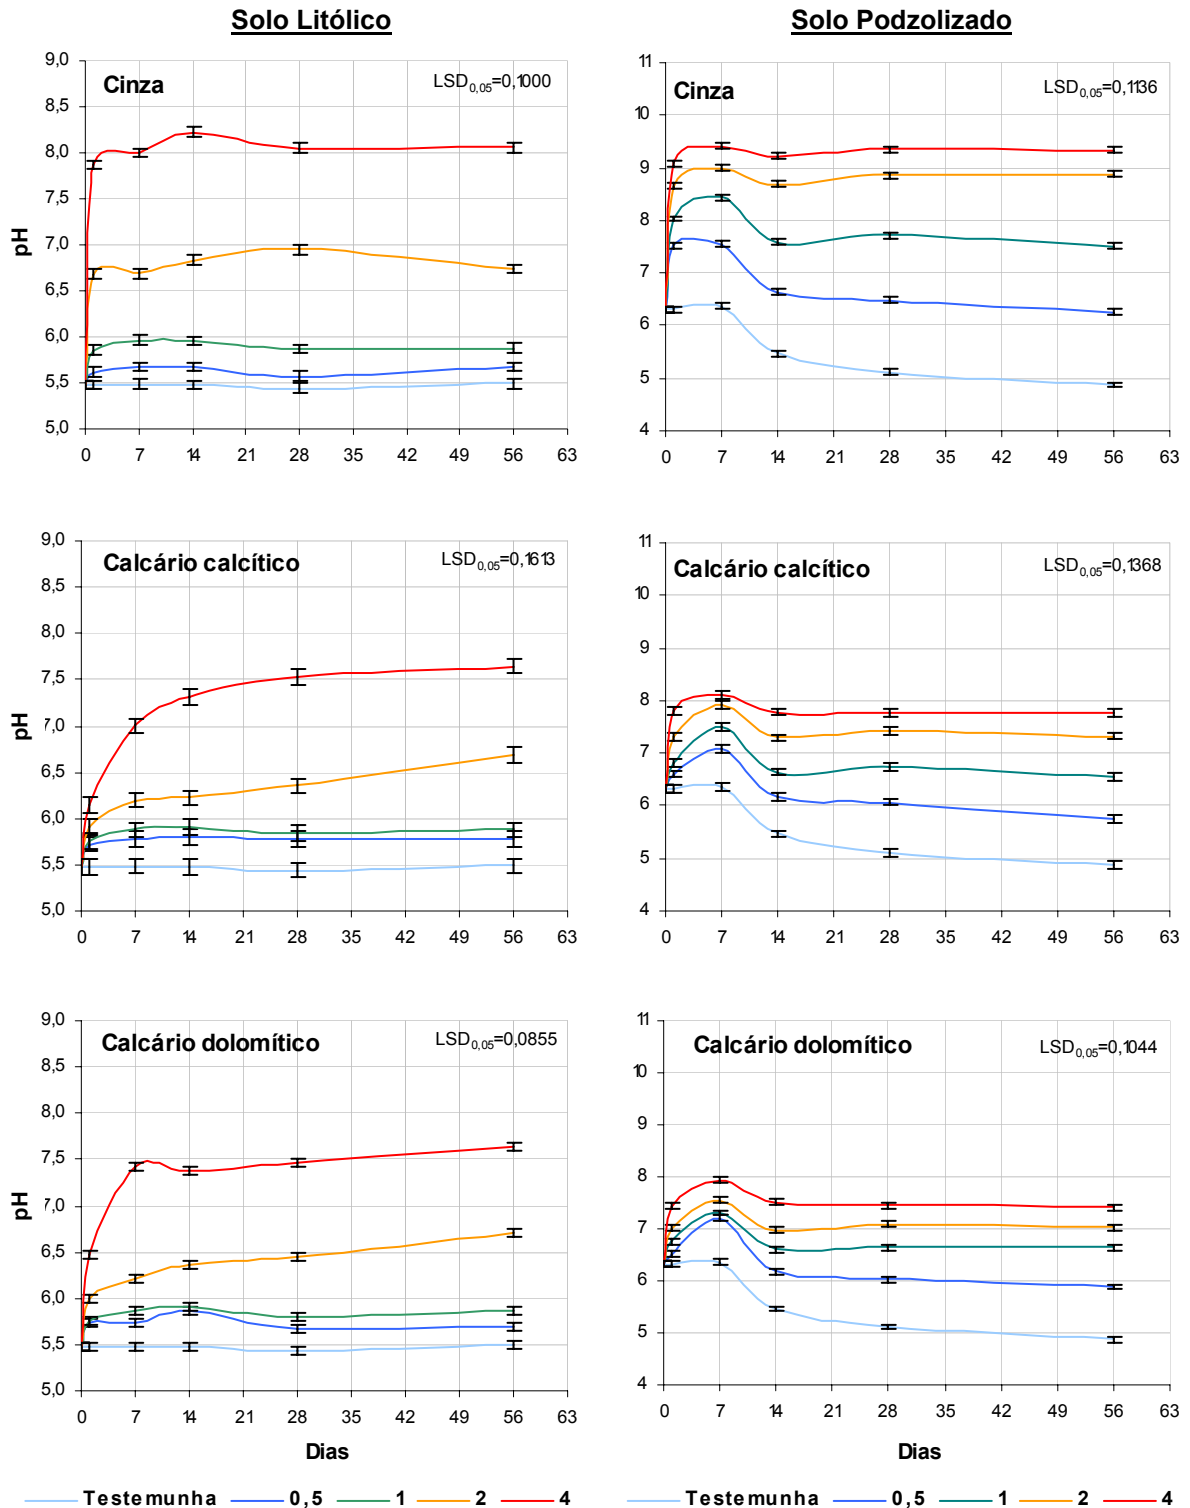 Solo Litólico
Solo Podzolizado
Cinza
LSD0,05=0,1000
9,0
8,5
8,0
7,5
7,0
6,5
6,0
5,5
5,0
pH
0 7 14 21 28 35 42 49 56 63
Cinza
LSD0,05=0,1136
11
10
9
8
7
6
5
4
0 7 14 21 28 35 42 49 56 63
Calcário calcítico
LSD0,05=0,1613
9,0
8,5
8,0
7,5
7,0
6,5
6,0
5,5
5,0
pH
0 7 14 21 28 35 42 49 56 63
Calcário calcítico
LSD0,05=0,1368
11
10
9
8
7
6
5
4
0 7 14 21 28 35 42 49 56 63
Calcário dolomítico
LSD0,05=0,0855
9,0
8,5
8,0
7,5
7,0
6,5
6,0
5,5
5,0
pH
0 7 14 21 28 35 42 49 56 63
Dias
Calcário dolomítico
LSD0,05=0,1044
11
10
9
8
7
6
5
4
0 7 14 21 28 35 42 49 56 63
Dias
Testemunha 0,5 1 2 4
Testemunha 0,5 1 2 4